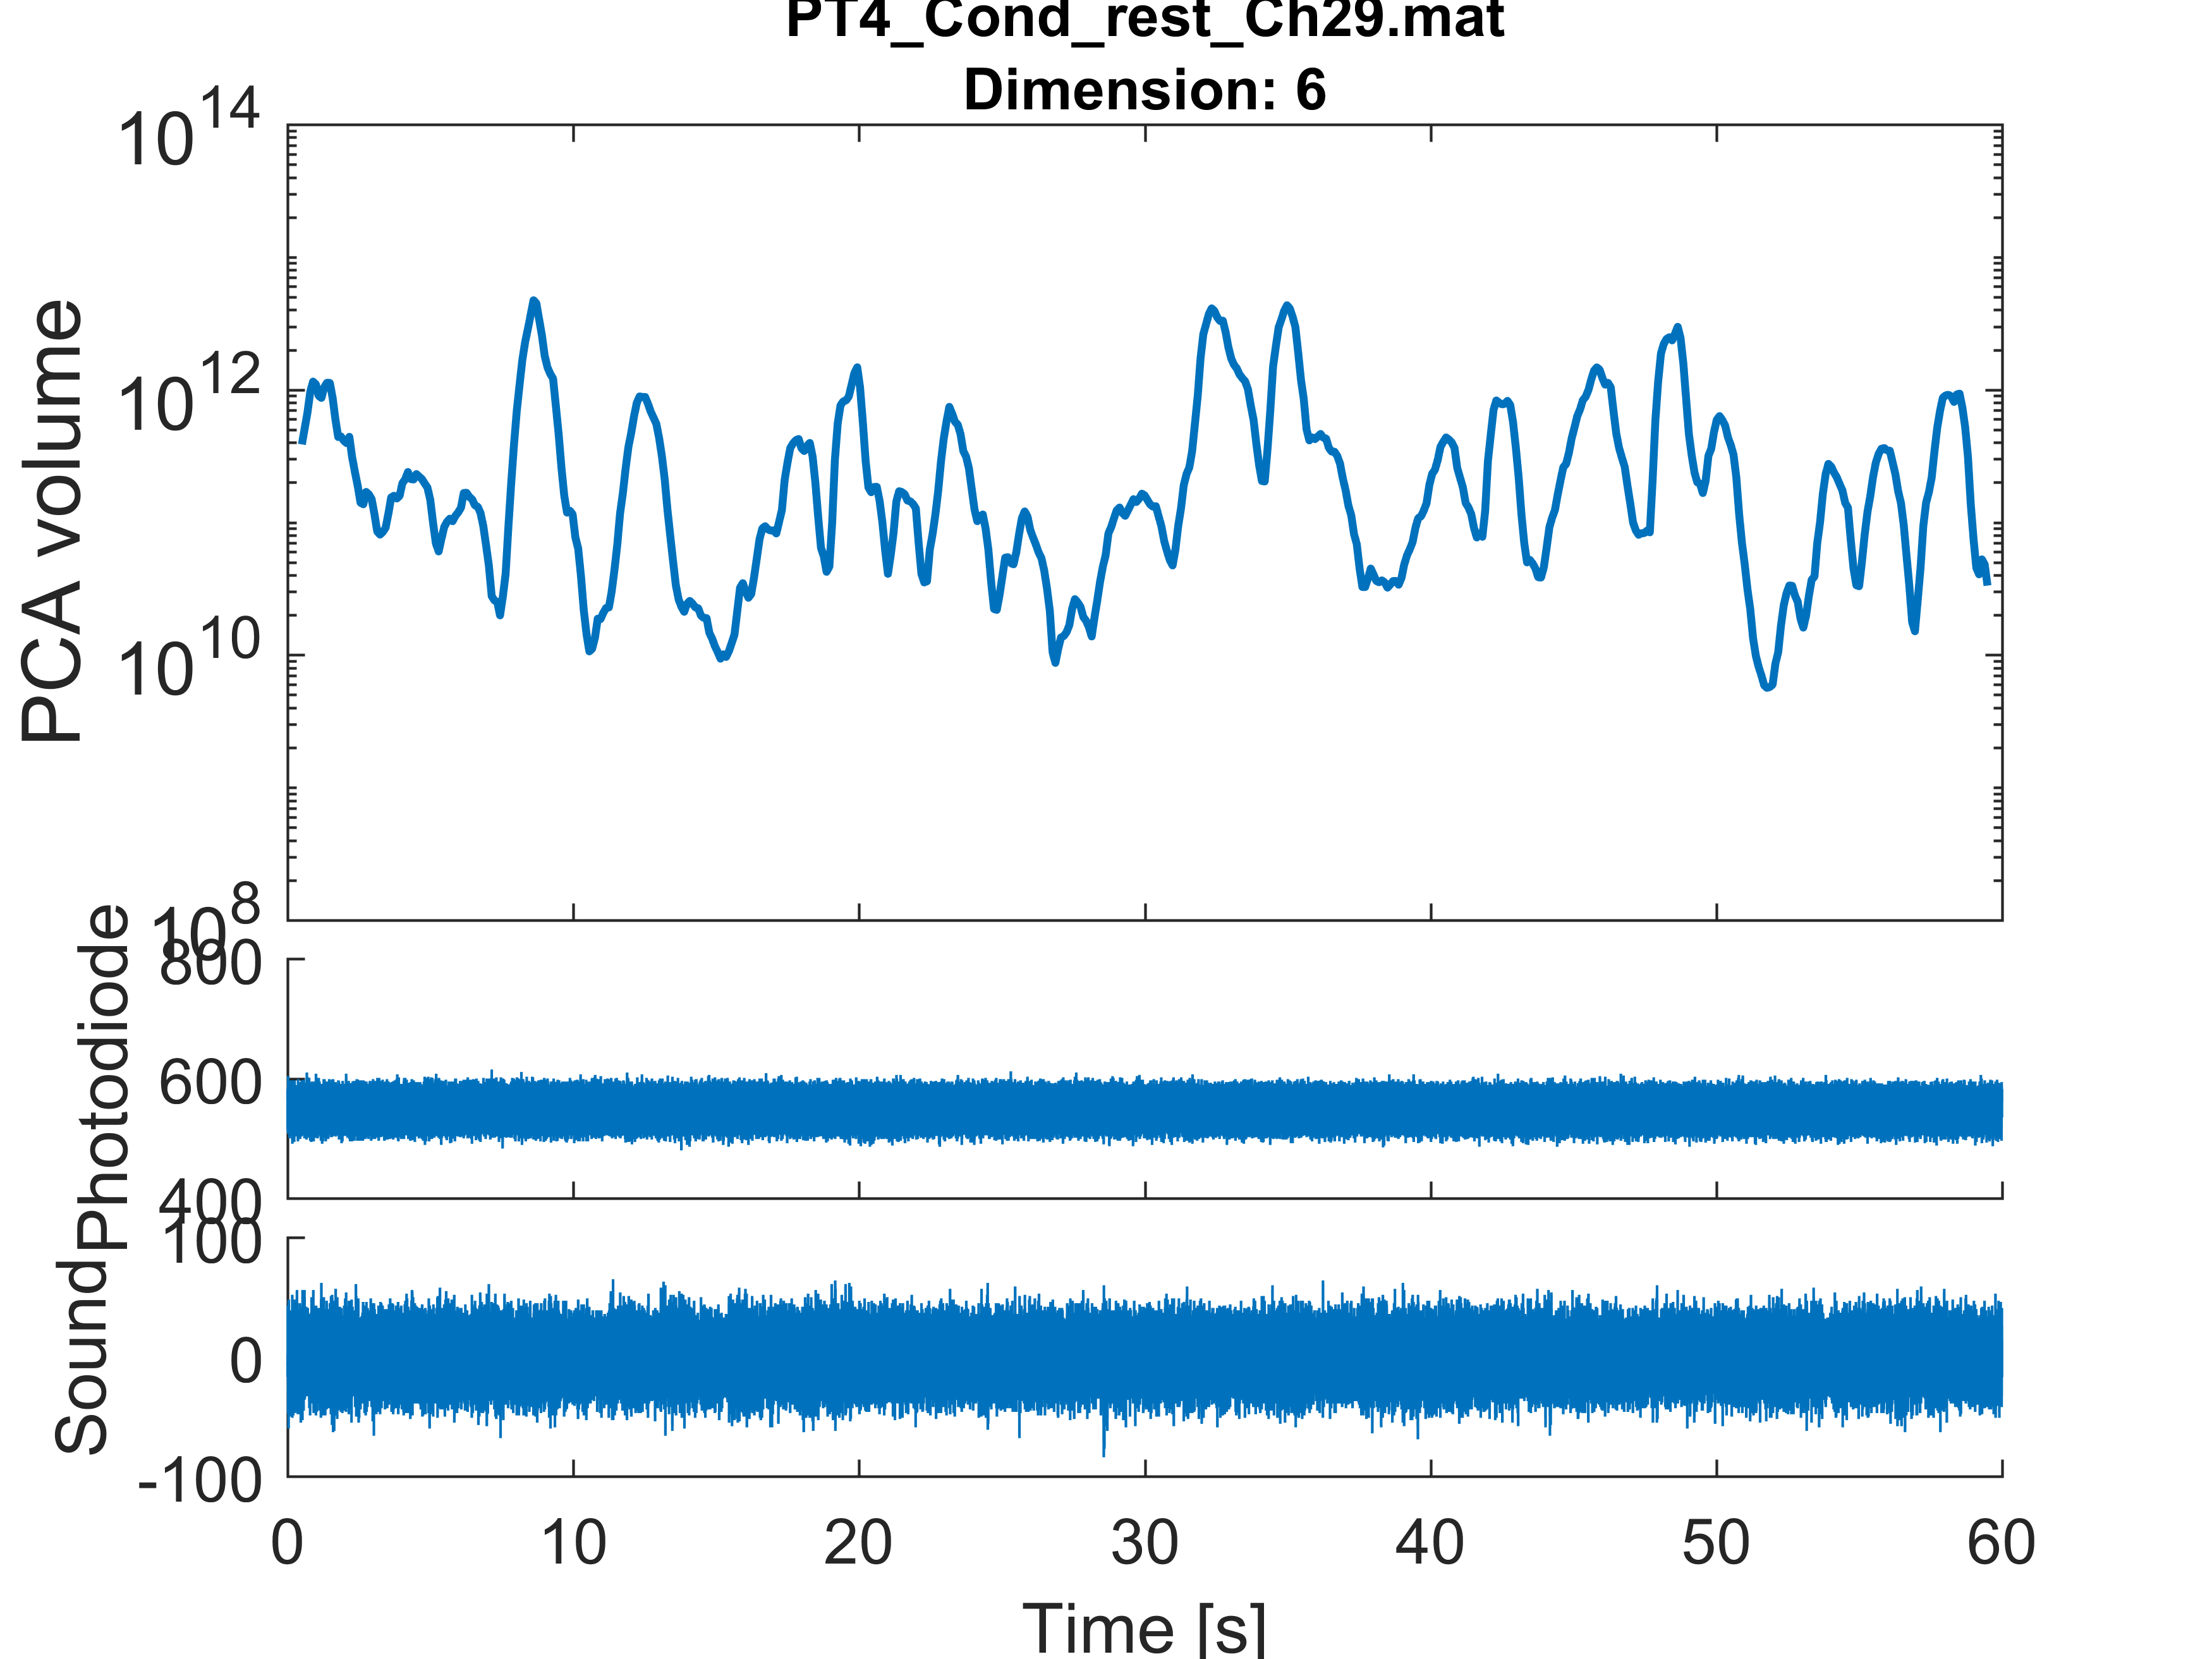 PT4_Cond_rest_Ch29.mat
Dimension: 6
10^14
10^12
10^10
10^8
PCA volume
800
600
400
Photodiode
100
0
-100
Sound
0 10 20 30 40 50 60
Time [s]